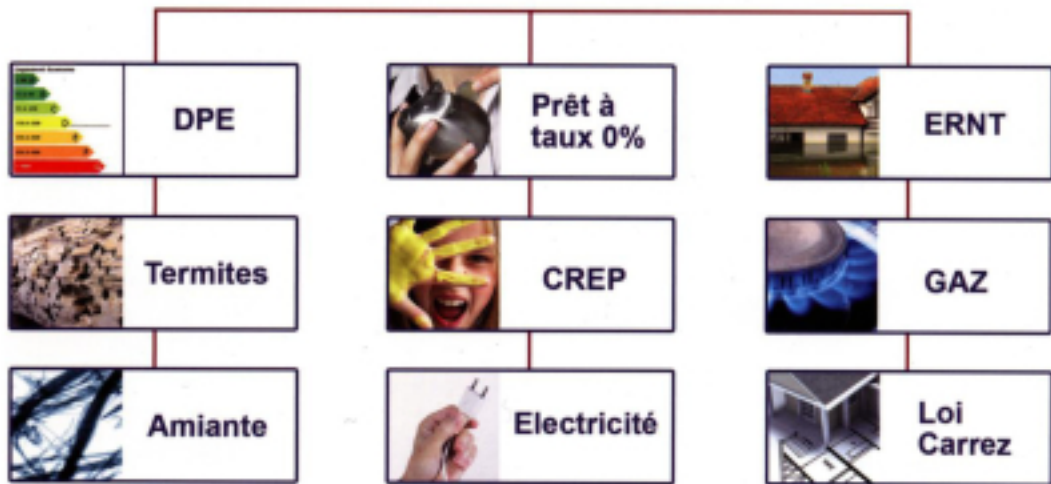 DPE
Prêt à
taux 0%
ERNT
Termites
CREP
GAZ
Amiante
Electricité
Loi
Carrez